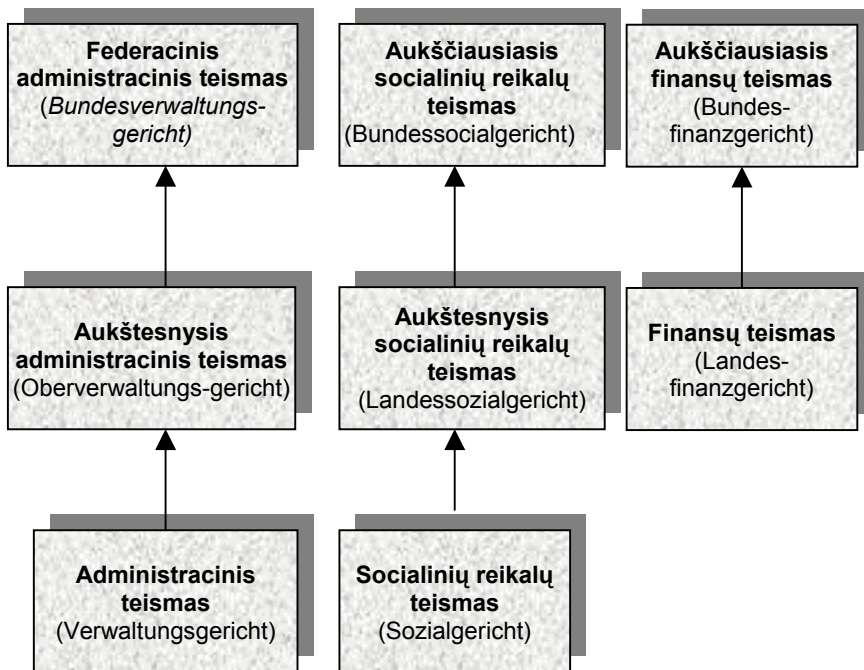 Federacinis
administracinis teismas
(Bundesverwaltungs-
gericht)
Aukščiausiasis
socialinių reikalų
teismas
(Bundessocialgericht)
Aukščiausiasis
finansų teismas
(Bundes-
finanzgericht)
Aukštesnysis
administracinis teismas
(Oberverwaltungs-gericht)
Aukštesnysis
socialinių reikalų
teismas
(Landessozialgericht)
Finansų teismas
(Landes-
finanzgericht)
Administracinis
teismas
(Verwaltungsgericht)
Socialinių reikalų
teismas
(Sozialgericht)